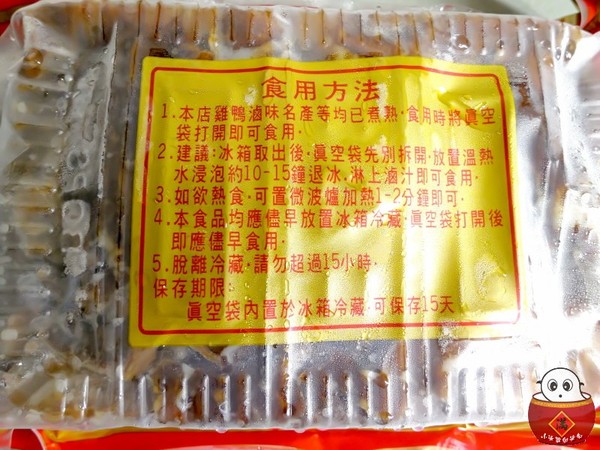 食用方法
1.本店雞鴨滷味名產等均已煮熟·食用時將真空
袋打開即可食用·
2.建議:冰箱取出後·真空袋先別拆開·放置溫熱
水浸泡約10-15鐘退冰·淋上滷汁即可食用·
3.如欲熱食·可置微波爐加熱1-2分鐘即可·
4.本食品均應儘早放置冰箱冷藏·真空袋打開後
即應儘早食用·
5.脫離冷藏·請勿超過15小時·
保存期限:
真空袋內置於冰箱冷藏·可保存15天